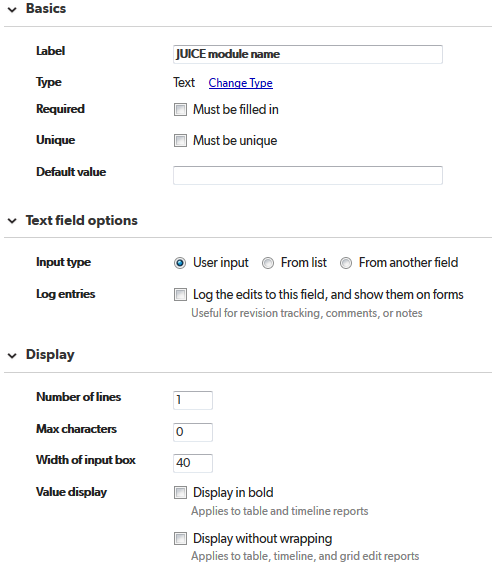 Basics
Label JUICE module name
Type Text Change Type
Required Must be filled in
Unique Must be unique
Default value
Text field options
Input type User input From list From another field
Log entries Log the edits to this field, and show them on forms
Useful for revision tracking, comments, or notes
Display
Number of lines 1
Max characters 0
Width of input box 40
Value display Display in bold
Applies to table and timeline reports
Display without wrapping
Applies to table, timeline, and grid edit reports